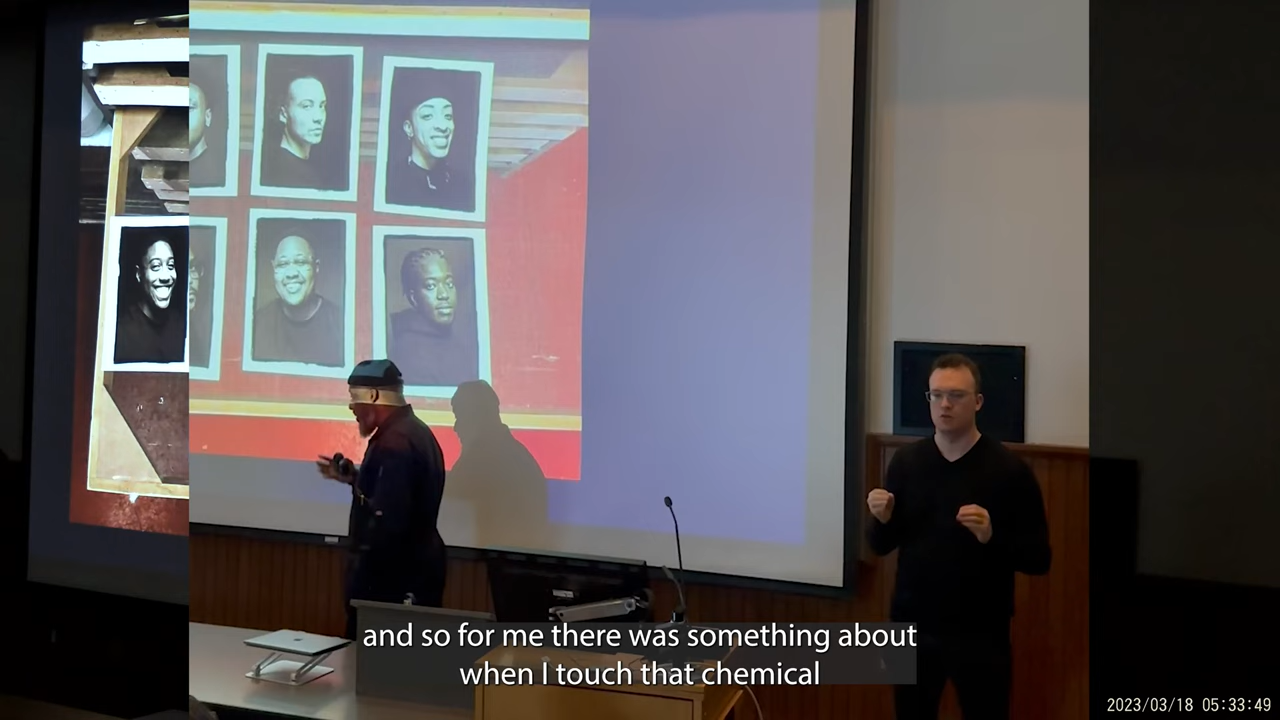 and so for me there was something about
when I touch that chemical
2023/03/18 05:33:49